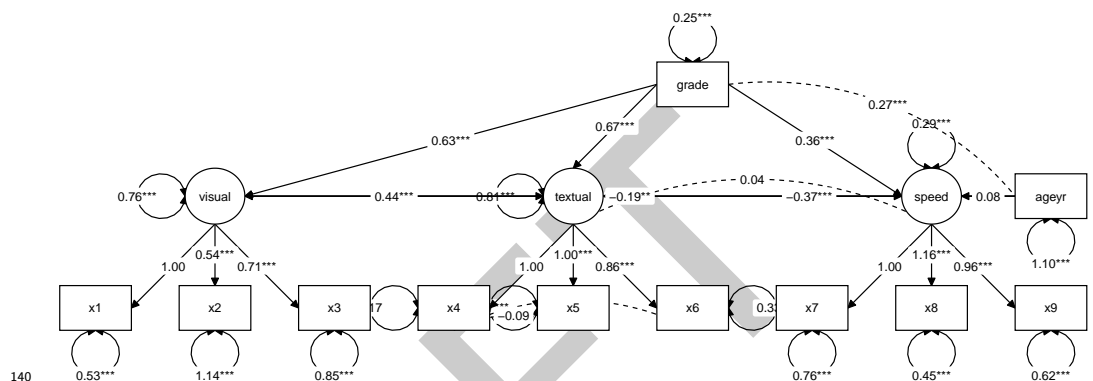 0.25***
grade
0.27***
0.67***
0.29***
0.63***
0.36***
0.04
0.76***
visual
0.44***
0.81***
textual
−0.19**
−0.37***
speed
0.08
ageyr
0.54***
1.00***
1.16***
1.00
0.71***
1.00
0.86***
1.00
0.96***
1.10***
x1
x2
x3
17
x4
***
−0.09
x5
x6
0.33
x7
x8
x9
140
0.53***
1.14***
0.85***
0.76***
0.45***
0.62***